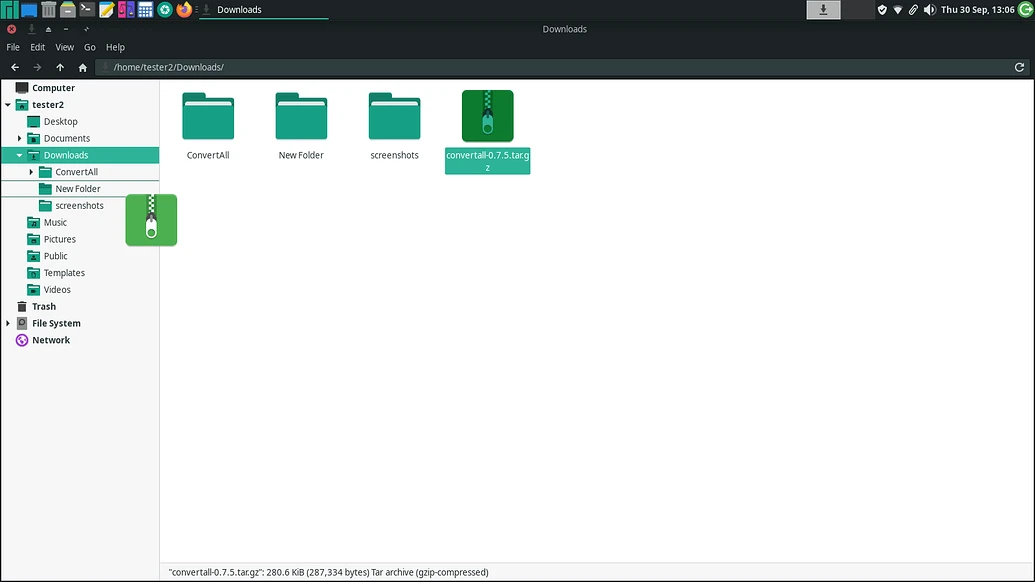 Downloads
Thu 30 Sep, 13:06
Downloads
File Edit View Go Help
/home/tester2/Downloads/
Computer
tester2
Desktop
Documents
Downloads
ConvertAll
New Folder
screenshots
Music
Pictures
Public
Templates
Videos
Trash
File System
Network
ConvertAll
New Folder
screenshots
convertall-0.7.5.tar.g
z
"convertall-0.7.5.tar.gz": 280.6 KiB (287,334 bytes) Tar archive (gzip-compressed)